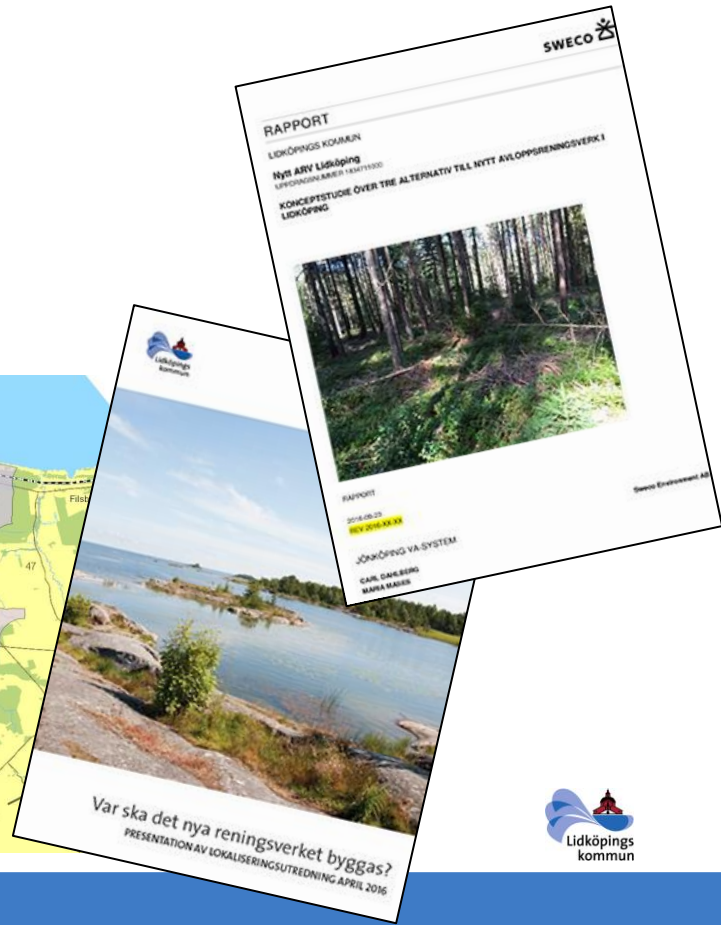 SWECO
RAPPORT
LIDKÖPINGS KOMMUN
Nytt ARV Lidköping
UPPDRAGSNUMMER
KONCEPTSTUDIE ÖVER TRE ALTERNATIV TILL NYTT AVLOPPSRENINGSVERK I
LIDKÖPING
RAPPORT
REV 2016-XX-XX
Sweco Environment AB
JÖNKÖPING VA-SYSTEM
CARL DAHLBERG
MARIA
Lidköpings
kommun
47
Var ska det nya reningsverket byggas?
PRESENTATION AV LOKALISERINGSUTREDNING APRIL 2016
Lidköpings
kommun